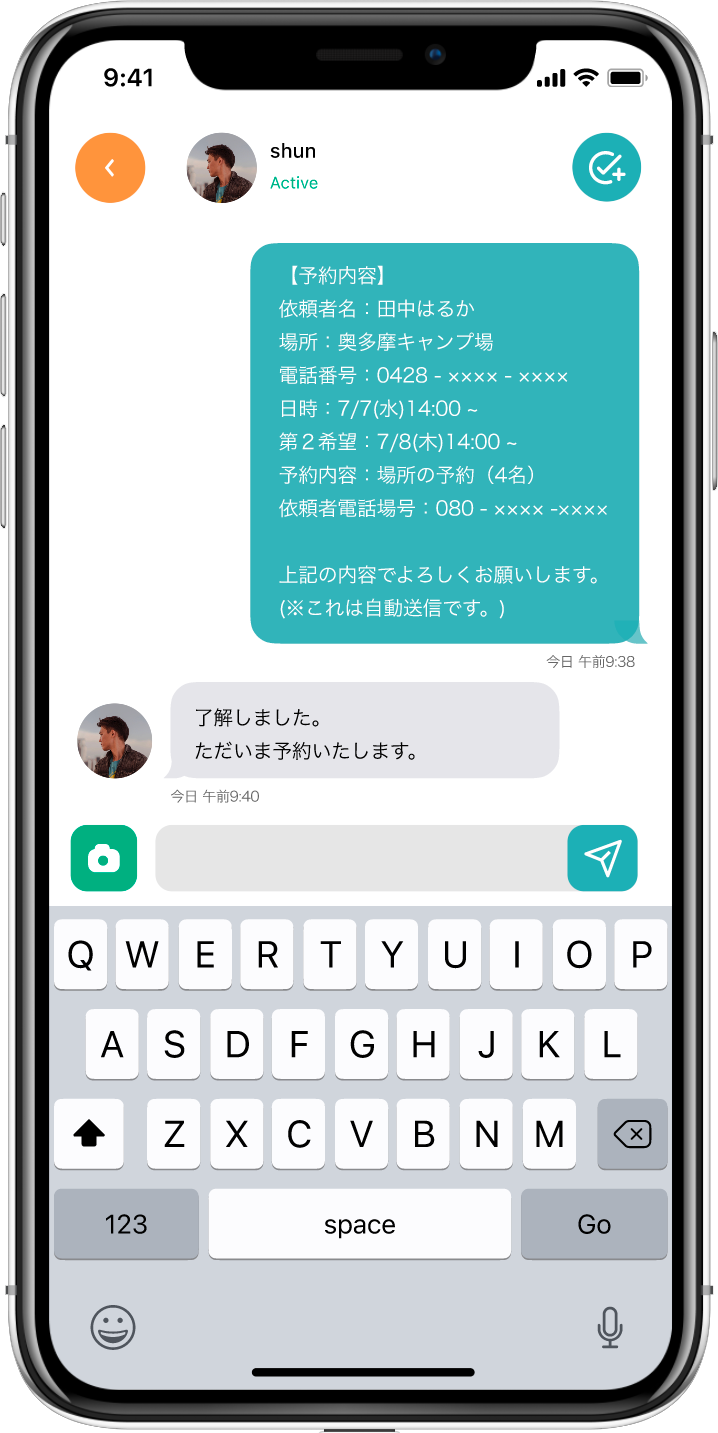 9:41
shun
Active
【予約内容】
依頼者名：田中はるか
場所：奥多摩キャンプ場
電話番号：0428 - ×××× - ××××
日時：7/7(水)14:00 ~
第２希望：7/8(木)14:00 ~
予約内容：場所の予約（4名）
依頼者電話場号：080 - ×××× -××××
上記の内容でよろしくお願いします。
(※これは自動送信です。)
今日 午前9:38
了解しました。
ただいま予約いたします。
今日 午前9:40
Q W E R T Y U I O P
A S D F G H J K L
Z X C V B N M
123 space Go